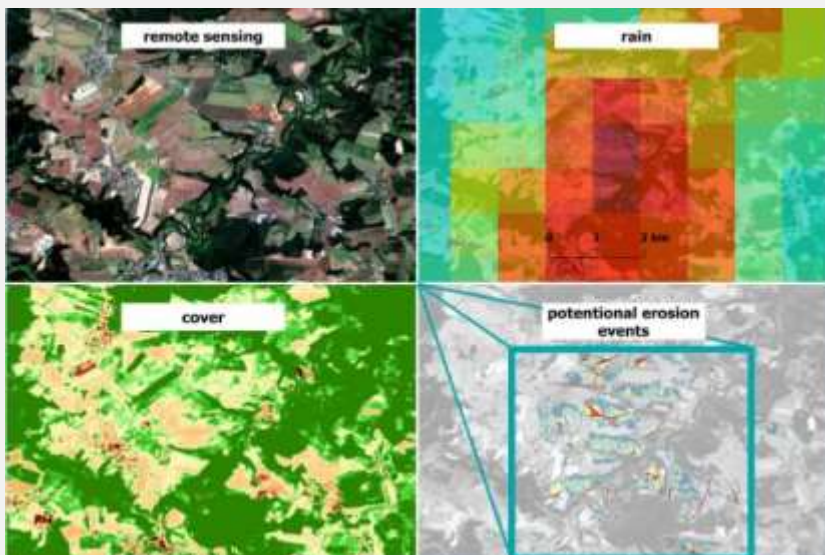 remote sensing
rain
0 1 2 km
cover
potentional erosion
events